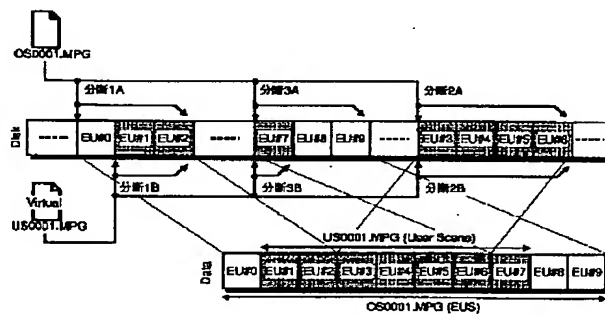 OS0001.MPG
分断1A 分断3A 分断2A
Disk ----- EU#0 EU#1 EU#2 ----- EU#7 EU#8 EU#9 ----- EU#3 EU#4 EU#5 EU#6 -----
分断1B 分断3B 分断2B
Virtual
US0001.MPG
US0001.MPG (User Scene)
Data EU#0 EU#1 EU#2 EU#3 EU#4 EU#5 EU#6 EU#7 EU#8 EU#9
OS0001.MPG (EUS)